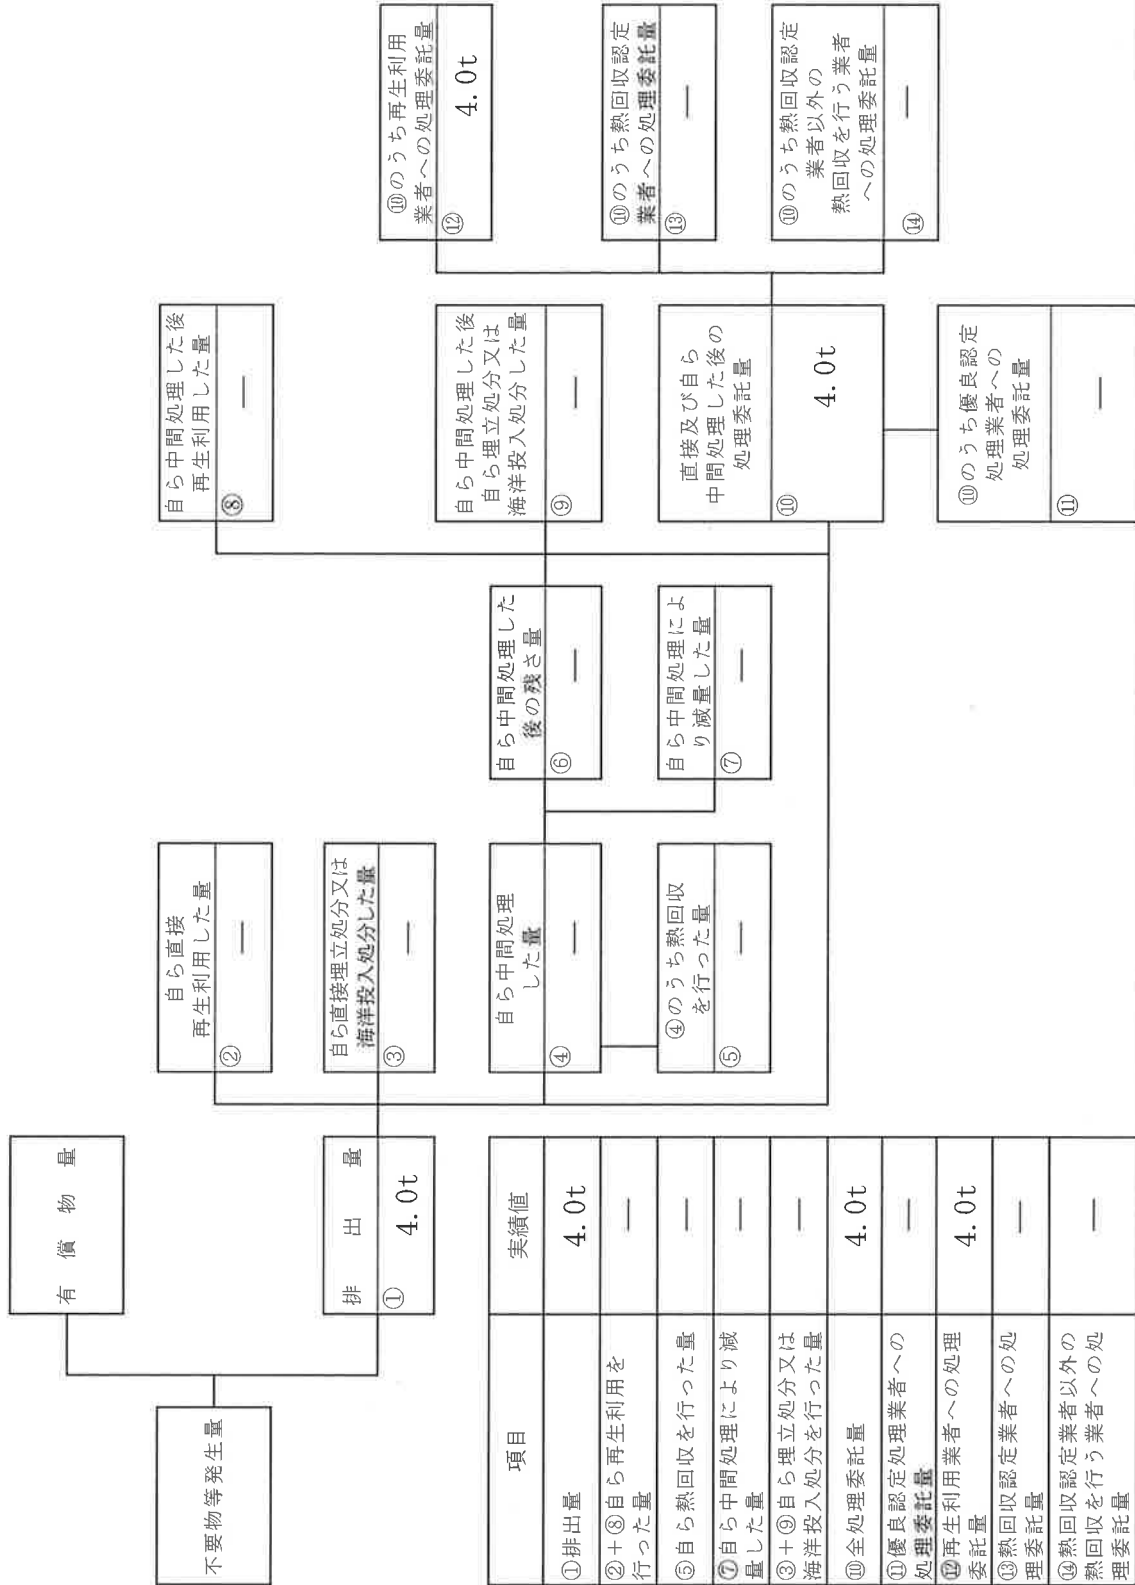 不要物等発生量
有償物量
排出量
①
4.0t
自ら直接
再生利用した量
②
—
自ら直接埋立処分又は
海洋投入処分した量
③
—
自ら中間処理
した量
④
—
④のうち熱回収
を行った量
⑤
—
自ら中間処理した
後の残さ量
⑥
—
自ら中間処理によ
り減量した量
⑦
—
自ら中間処理した後
再生利用した量
⑧
—
自ら中間処理した後
自ら埋立処分又は
海洋投入処分した量
⑨
—
直接及び自ら
中間処理した後の
処理委託量
⑩
4.0t
⑩のうち優良認定
処理業者への
処理委託量
⑪
—
⑩のうち再生利用
業者への処理委託量
⑫
4.0t
⑩のうち熱回収認定
業者への処理委託量
⑬
—
⑩のうち熱回収認定
業者以外の
熱回収を行う業者
への処理委託量
⑭
—
項目 実績値
①排出量 4.0t
②+⑧自ら再生利用を
行った量 —
⑤自ら熱回収を行った量 —
⑦自ら中間処理により減
量した量 —
③+⑨自ら埋立処分又は
海洋投入処分を行った量 —
⑩全処理委託量 4.0t
⑪優良認定処理業者への
処理委託量 —
⑫再生利用業者への処理
委託量 4.0t
⑬熱回収認定業者への処
理委託量 —
⑭熱回収認定業者以外の
熱回収を行う業者への処
理委託量 —